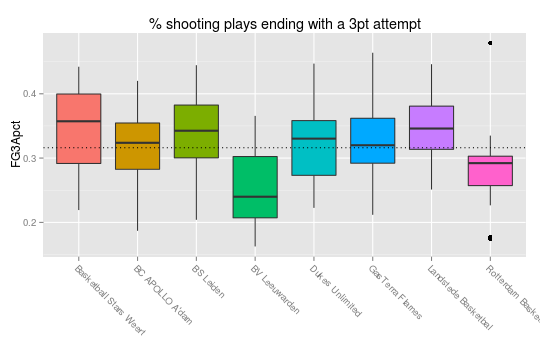 % shooting plays ending with a 3pt attempt
FG3Apct
0.4
0.3
0.2
Basketball Stars Weert
BC APOLLO A'dam
BS Leiden
BV Leeuwarden
Dukes Unlimited
GasTerra Flames
Landstede Basketbal
Rotterdam Baske